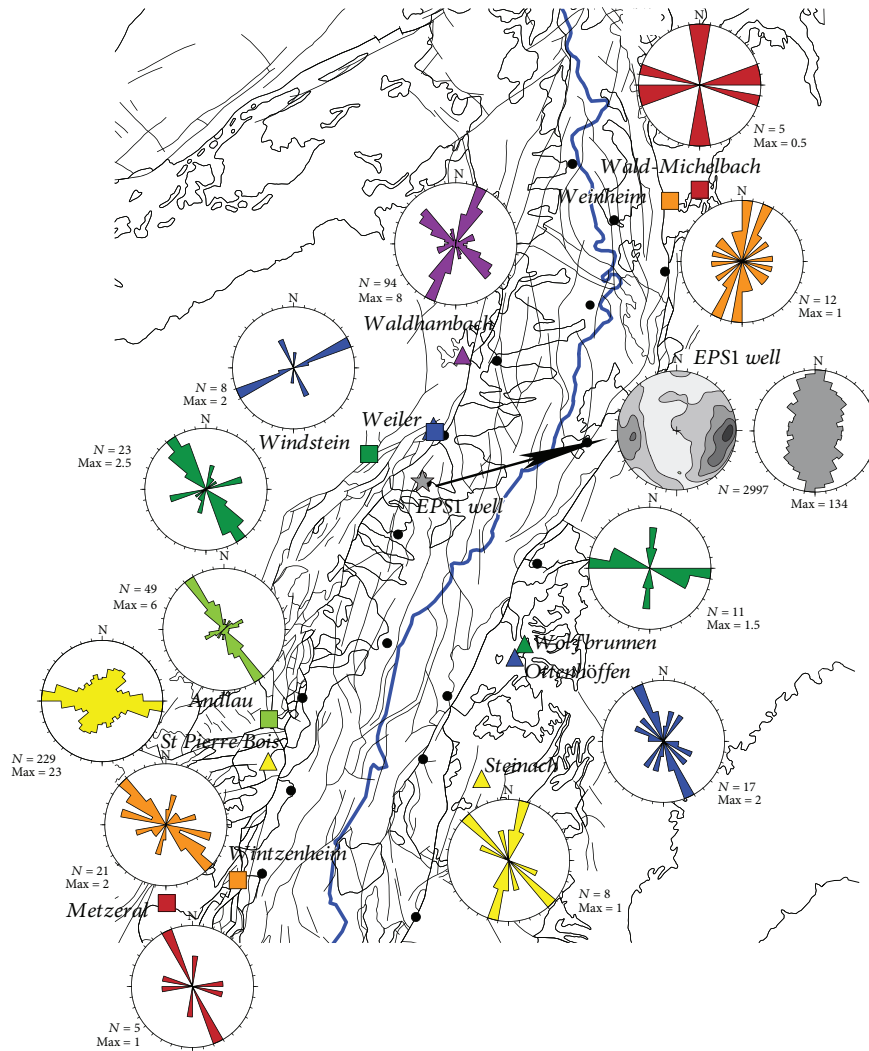 N
N = 5
Max = 0.5
Wald-Michelbach
Weinheim
N
N = 94
Max = 8
Waldhambach
N
N = 12
Max = 1
N
N = 8
Max = 2
EPS1 well
N
N
N = 2997
Max = 134
Weiler
Windstein
N
N = 23
Max = 2.5
EPS1 well
N
N = 11
Max = 1.5
N
N = 49
Max = 6
Wolfbrunnen
Ottenhöffen
N
N = 229
Max = 23
Andlau
St Pierre Bois
N
N = 17
Max = 2
Steinach
N
N = 21
Max = 2
Wintzenheim
N
N = 8
Max = 1
Metzeral
N
N = 5
Max = 1